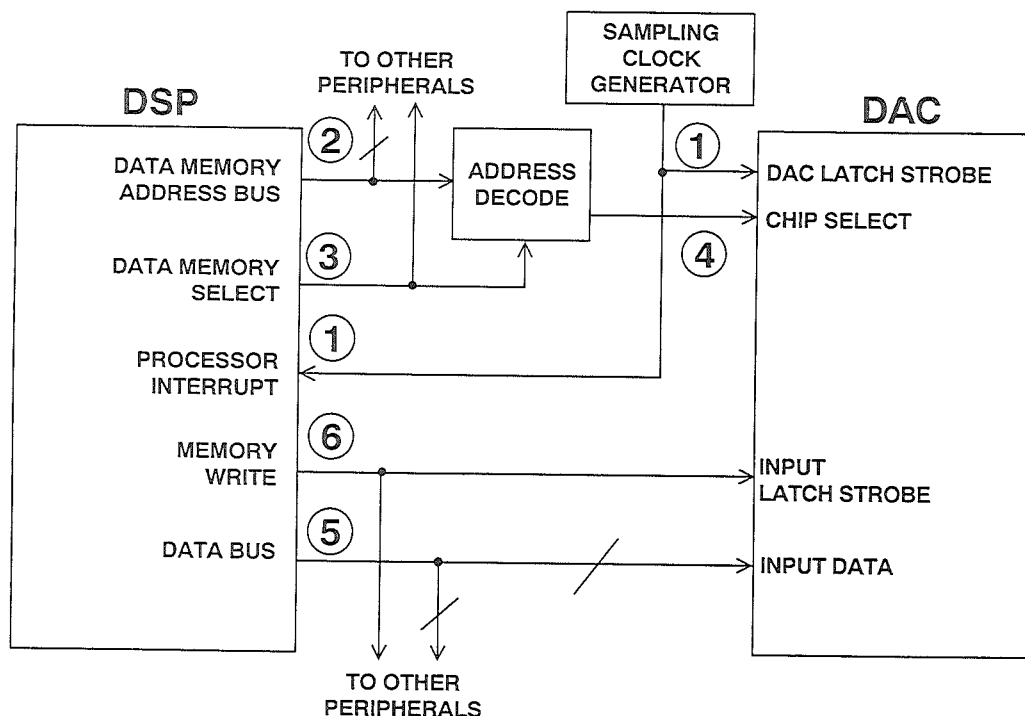 SAMPLING
CLOCK
GENERATOR
TO OTHER
PERIPHERALS
DSP
DAC
2
1
DATA MEMORY
ADDRESS BUS
ADDRESS
DECODE
DAC LATCH STROBE
CHIP SELECT
3
4
DATA MEMORY
SELECT
1
PROCESSOR
INTERRUPT
6
MEMORY
WRITE
INPUT
LATCH STROBE
5
DATA BUS
INPUT DATA
TO OTHER
PERIPHERALS